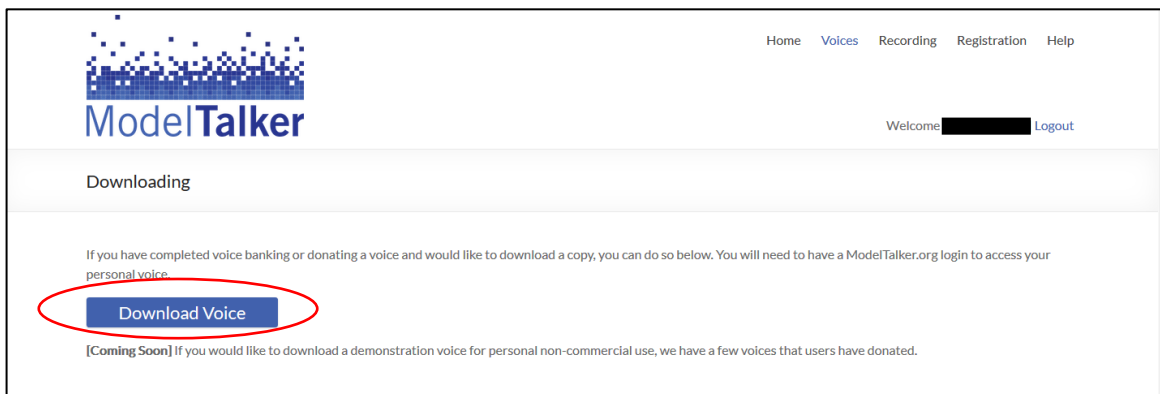 Home Voices Recording Registration Help
ModelTalker
Welcome Logout
Downloading
If you have completed voice banking or donating a voice and would like to download a copy, you can do so below. You will need to have a ModelTalker.org login to access your
personal voice.
Download Voice
[Coming Soon] If you would like to download a demonstration voice for personal non-commercial use, we have a few voices that users have donated.